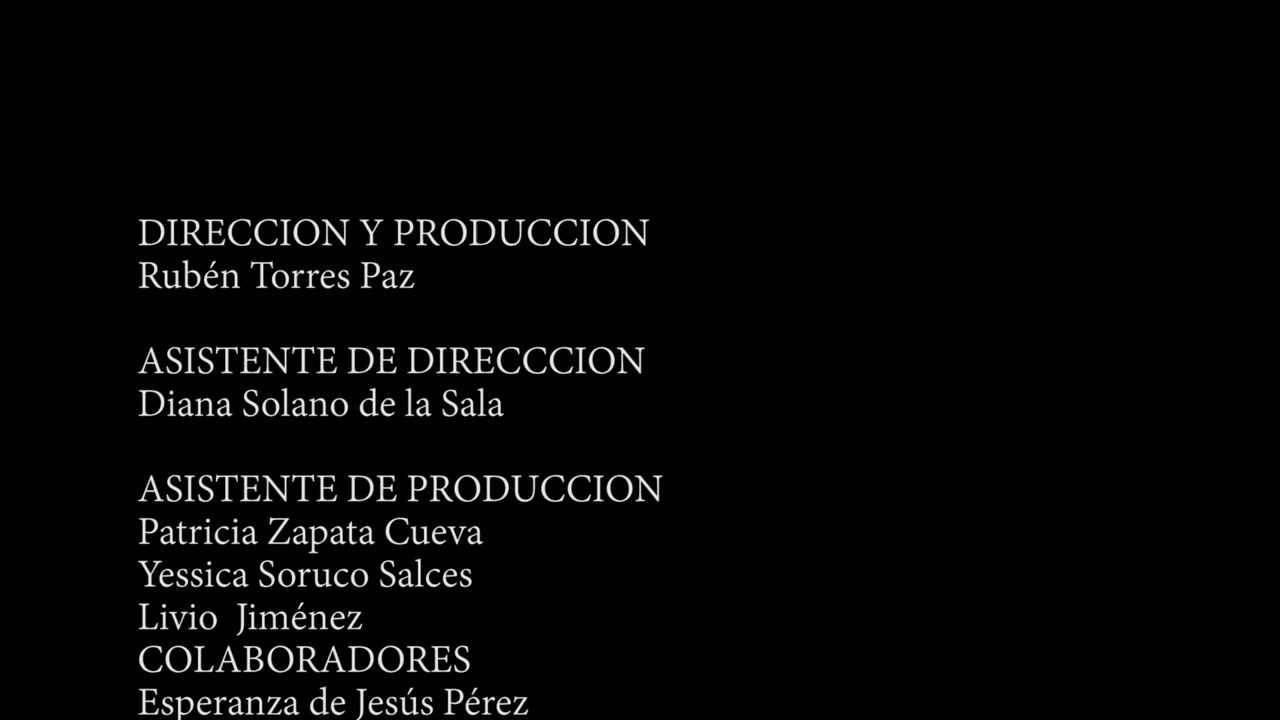 DIRECCION Y PRODUCCION
Rubén Torres Paz
ASISTENTE DE DIRECCCION
Diana Solano de la Sala
ASISTENTE DE PRODUCCION
Patricia Zapata Cueva
Yessica Soruco Salces
Livio  Jiménez
COLABORADORES
Esperanza de Jesús Pérez